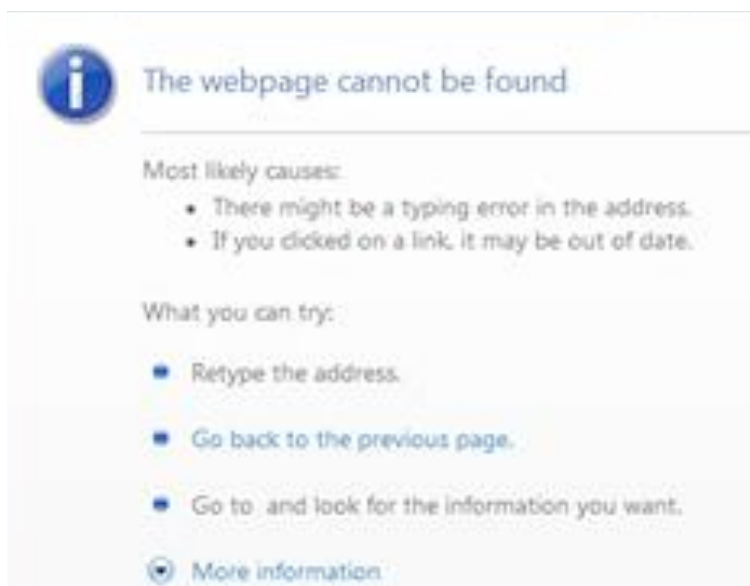 The webpage cannot be found
Most likely causes:
• There might be a typing error in the address.
• If you clicked on a link, it may be out of date.
What you can try:
Retype the address.
Go back to the previous page.
Go to and look for the information you want.
More information